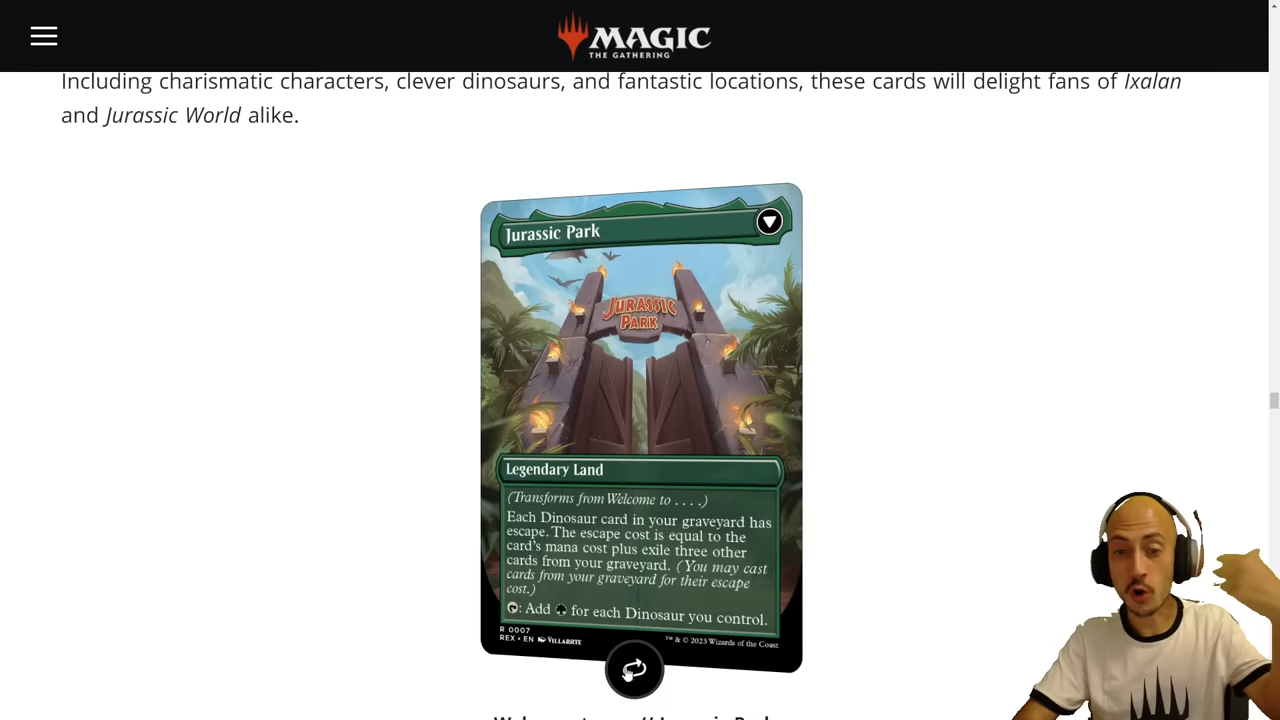 MAGIC
THE GATHERING
Including charismatic characters, clever dinosaurs, and fantastic locations, these cards will delight fans of Ixalan
and Jurassic World alike.
Jurassic Park
JURASSIC
PARK
Legendary Land
(Transforms from Welcome to . . . .)
Each Dinosaur card in your graveyard has
escape. The escape cost is equal to the
card's mana cost plus exile three other
cards from your graveyard. (You may cast
cards from your graveyard for their escape
cost.)
: Add for each Dinosaur you control.
R 0007
REX • EN VILLARRTE
™ & © 2023 Wizards of the Coast